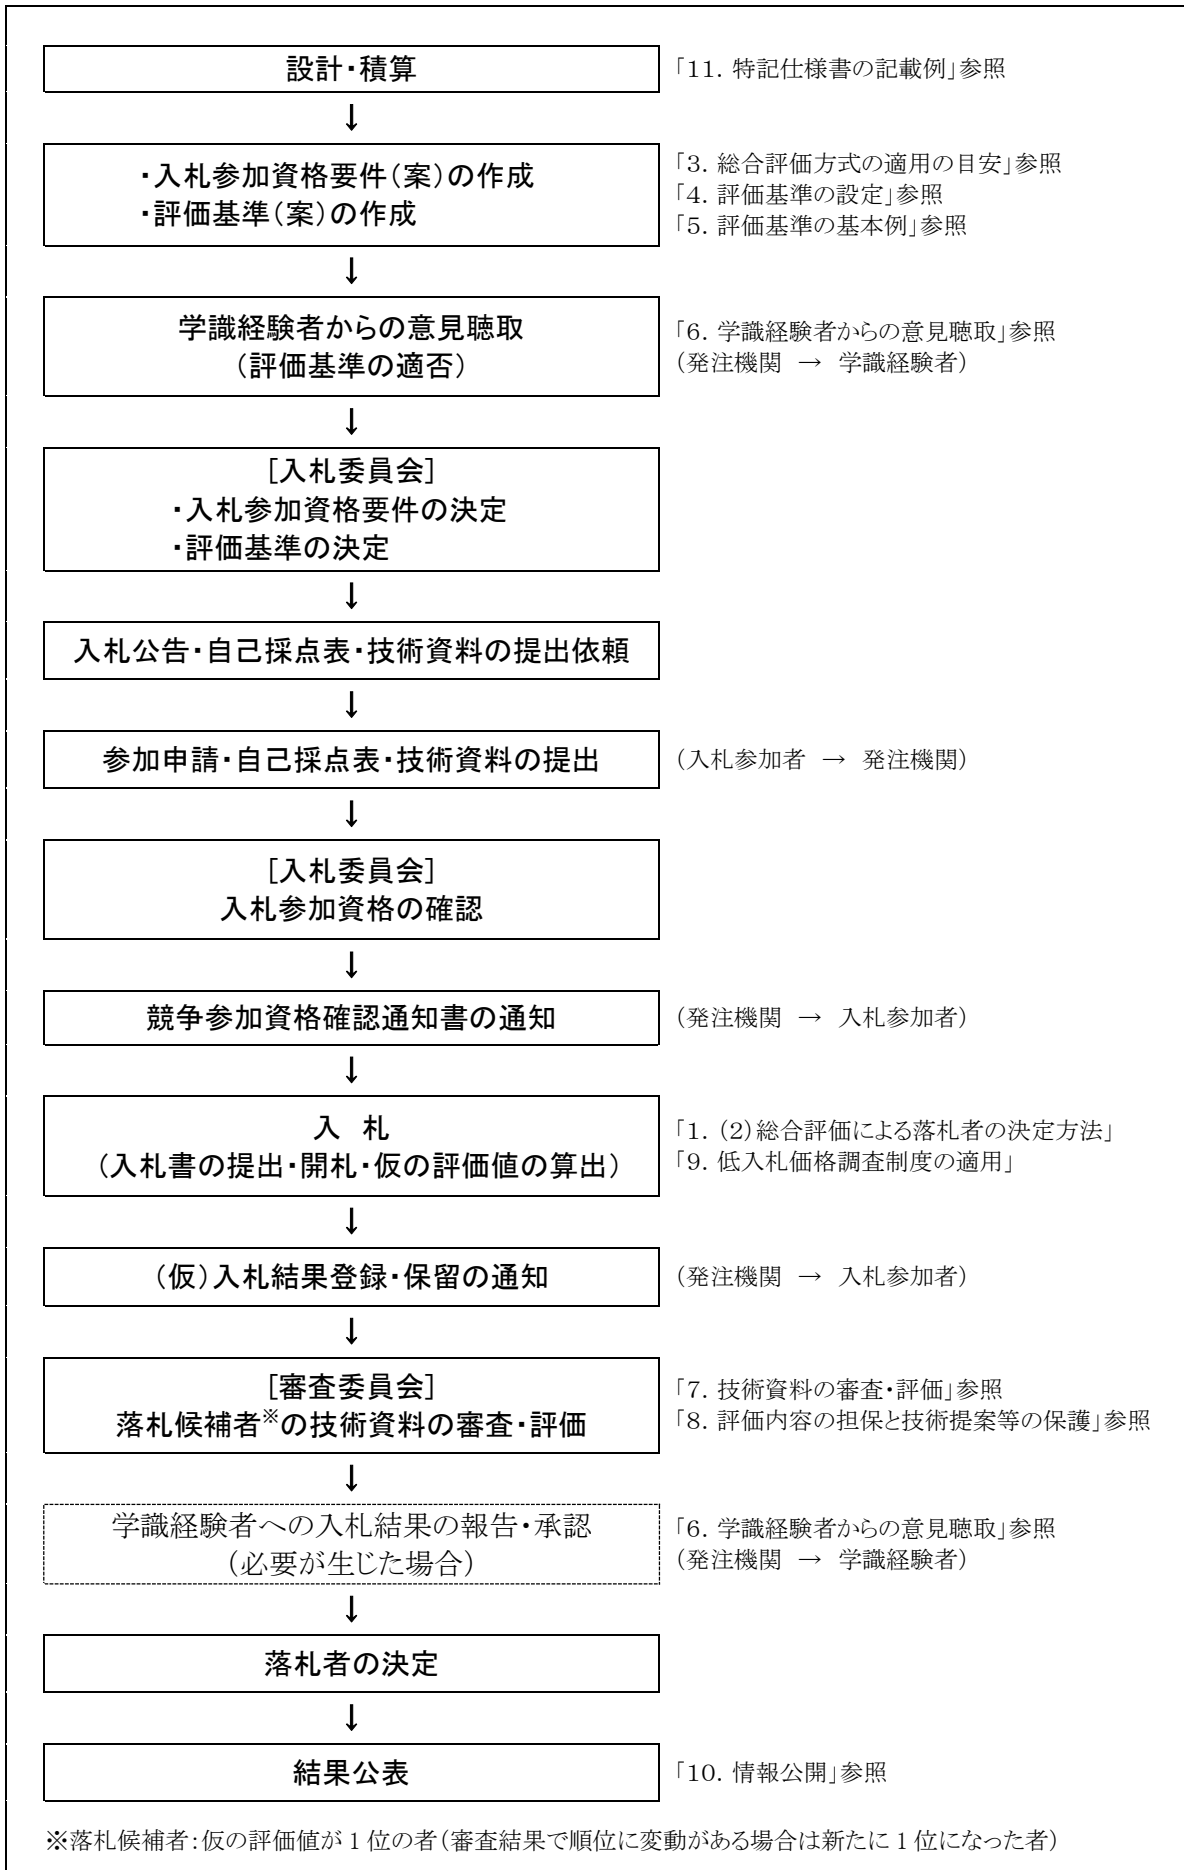 設計・積算
「11. 特記仕様書の記載例」参照
↓
・入札参加資格要件(案)の作成
・評価基準(案)の作成
「3. 総合評価方式の適用の目安」参照
「4. 評価基準の設定」参照
「5. 評価基準の基本例」参照
↓
学識経験者からの意見聴取
(評価基準の適否)
「6. 学識経験者からの意見聴取」参照
(発注機関 → 学識経験者)
↓
[入札委員会]
・入札参加資格要件の決定
・評価基準の決定
↓
入札公告・自己採点表・技術資料の提出依頼
↓
参加申請・自己採点表・技術資料の提出
(入札参加者 → 発注機関)
↓
[入札委員会]
入札参加資格の確認
↓
競争参加資格確認通知書の通知
(発注機関 → 入札参加者)
↓
入 札
(入札書の提出・開札・仮の評価値の算出)
「1. (2)総合評価による落札者の決定方法」
「9. 低入札価格調査制度の適用」
↓
(仮)入札結果登録・保留の通知
(発注機関 → 入札参加者)
↓
[審査委員会]
落札候補者※の技術資料の審査・評価
「7. 技術資料の審査・評価」参照
「8. 評価内容の担保と技術提案等の保護」参照
↓
学識経験者への入札結果の報告・承認
(必要が生じた場合)
「6. 学識経験者からの意見聴取」参照
(発注機関 → 学識経験者)
↓
落札者の決定
↓
結果公表
「10. 情報公開」参照
※落札候補者:仮の評価値が 1 位の者(審査結果で順位に変動がある場合は新たに 1 位になった者)